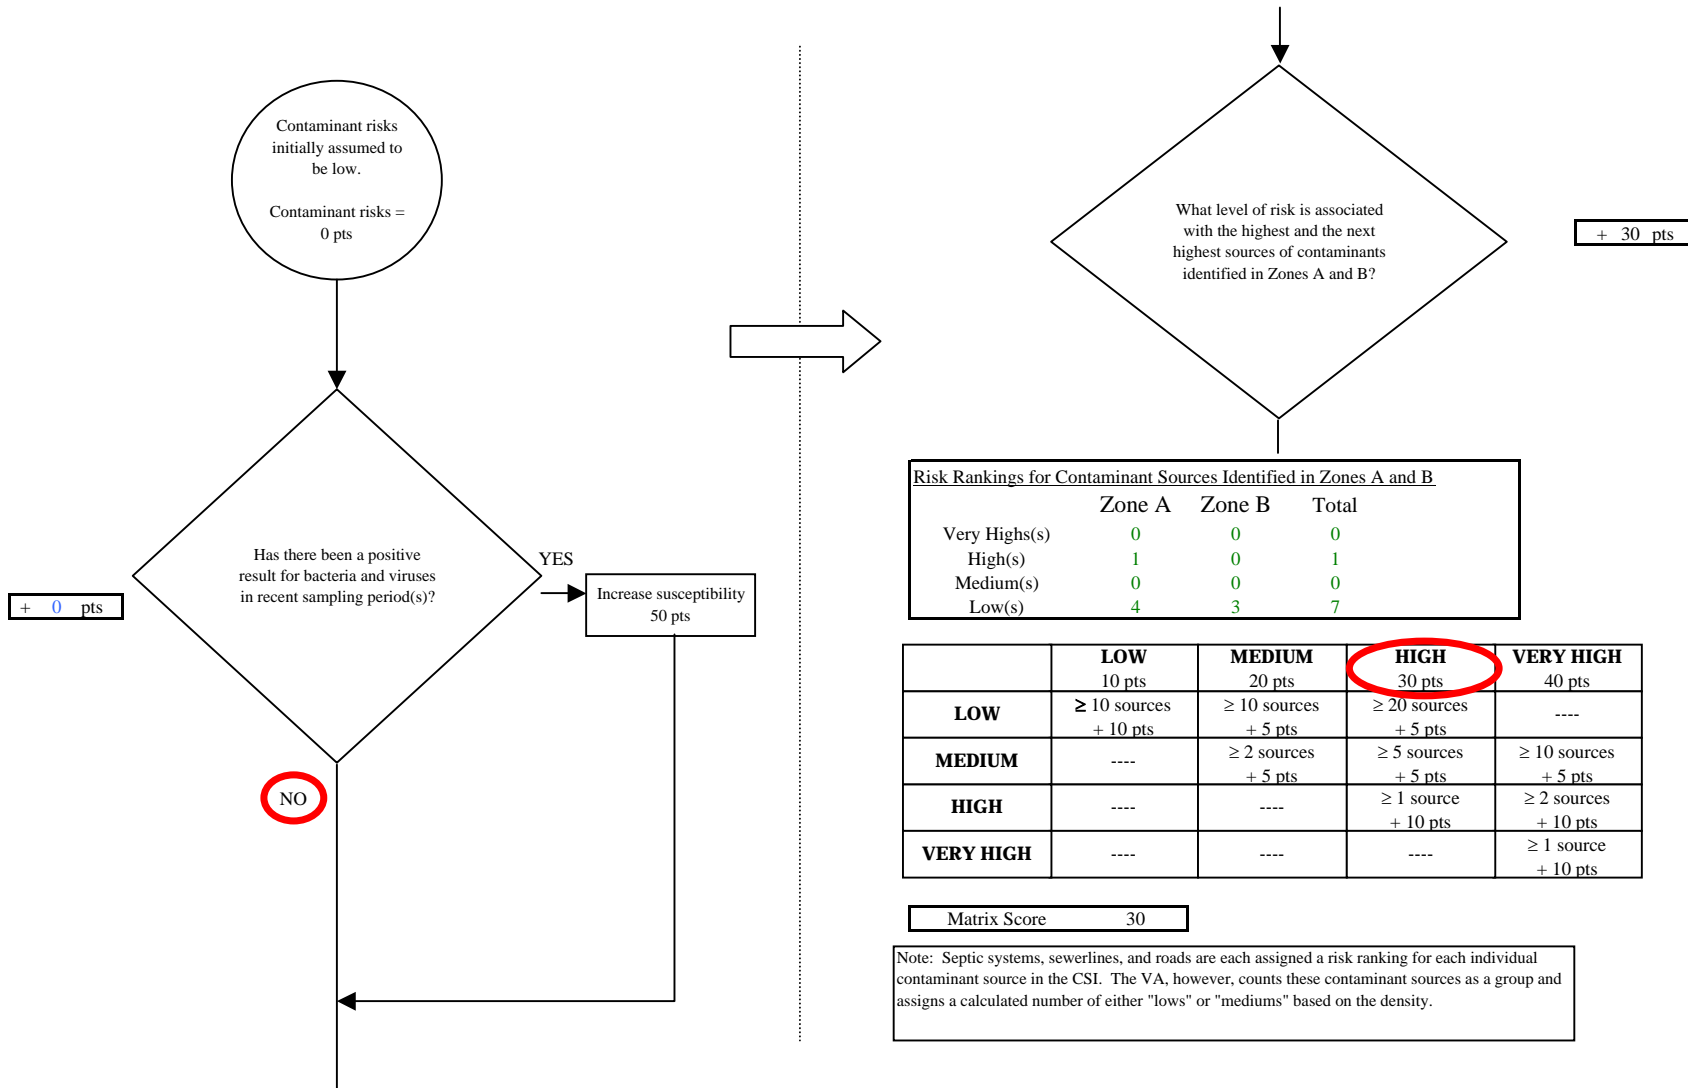 Contaminant risks
initially assumed to
be low.
Contaminant risks =
0 pts
Has there been a positive
result for bacteria and viruses
in recent sampling period(s)?
YES
Increase susceptibility
50 pts
+ 0 pts
NO
What level of risk is associated
with the highest and the next
highest sources of contaminants
identified in Zones A and B?
+ 30 pts
Risk Rankings for Contaminant Sources Identified in Zones A and B
Zone A Zone B Total
Very Highs(s) 0 0 0
High(s) 1 0 1
Medium(s) 0 0 0
Low(s) 4 3 7
LOW MEDIUM HIGH VERY HIGH
10 pts 20 pts 30 pts 40 pts
LOW ≥ 10 sources ≥ 10 sources ≥ 20 sources ----
+ 10 pts + 5 pts + 5 pts
MEDIUM ---- ≥ 2 sources ≥ 5 sources ≥ 10 sources
+ 5 pts + 5 pts + 5 pts
HIGH ---- ---- ≥ 1 source ≥ 2 sources
+ 10 pts + 10 pts
VERY HIGH ---- ---- ---- ≥ 1 source
+ 10 pts
Matrix Score 30
Note: Septic systems, sewerlines, and roads are each assigned a risk ranking for each individual
contaminant source in the CSI. The VA, however, counts these contaminant sources as a group and
assigns a calculated number of either "lows" or "mediums" based on the density.